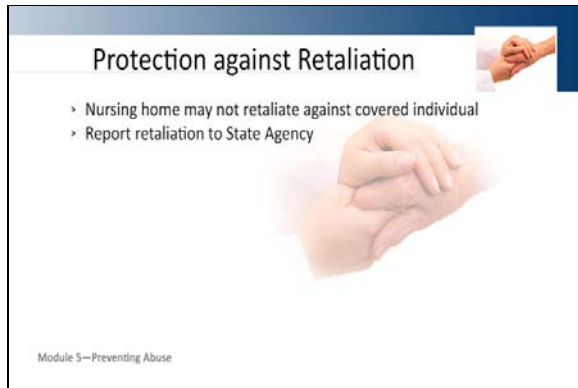 Protection against Retaliation
› Nursing home may not retaliate against covered individual
› Report retaliation to State Agency
Module 5—Preventing Abuse